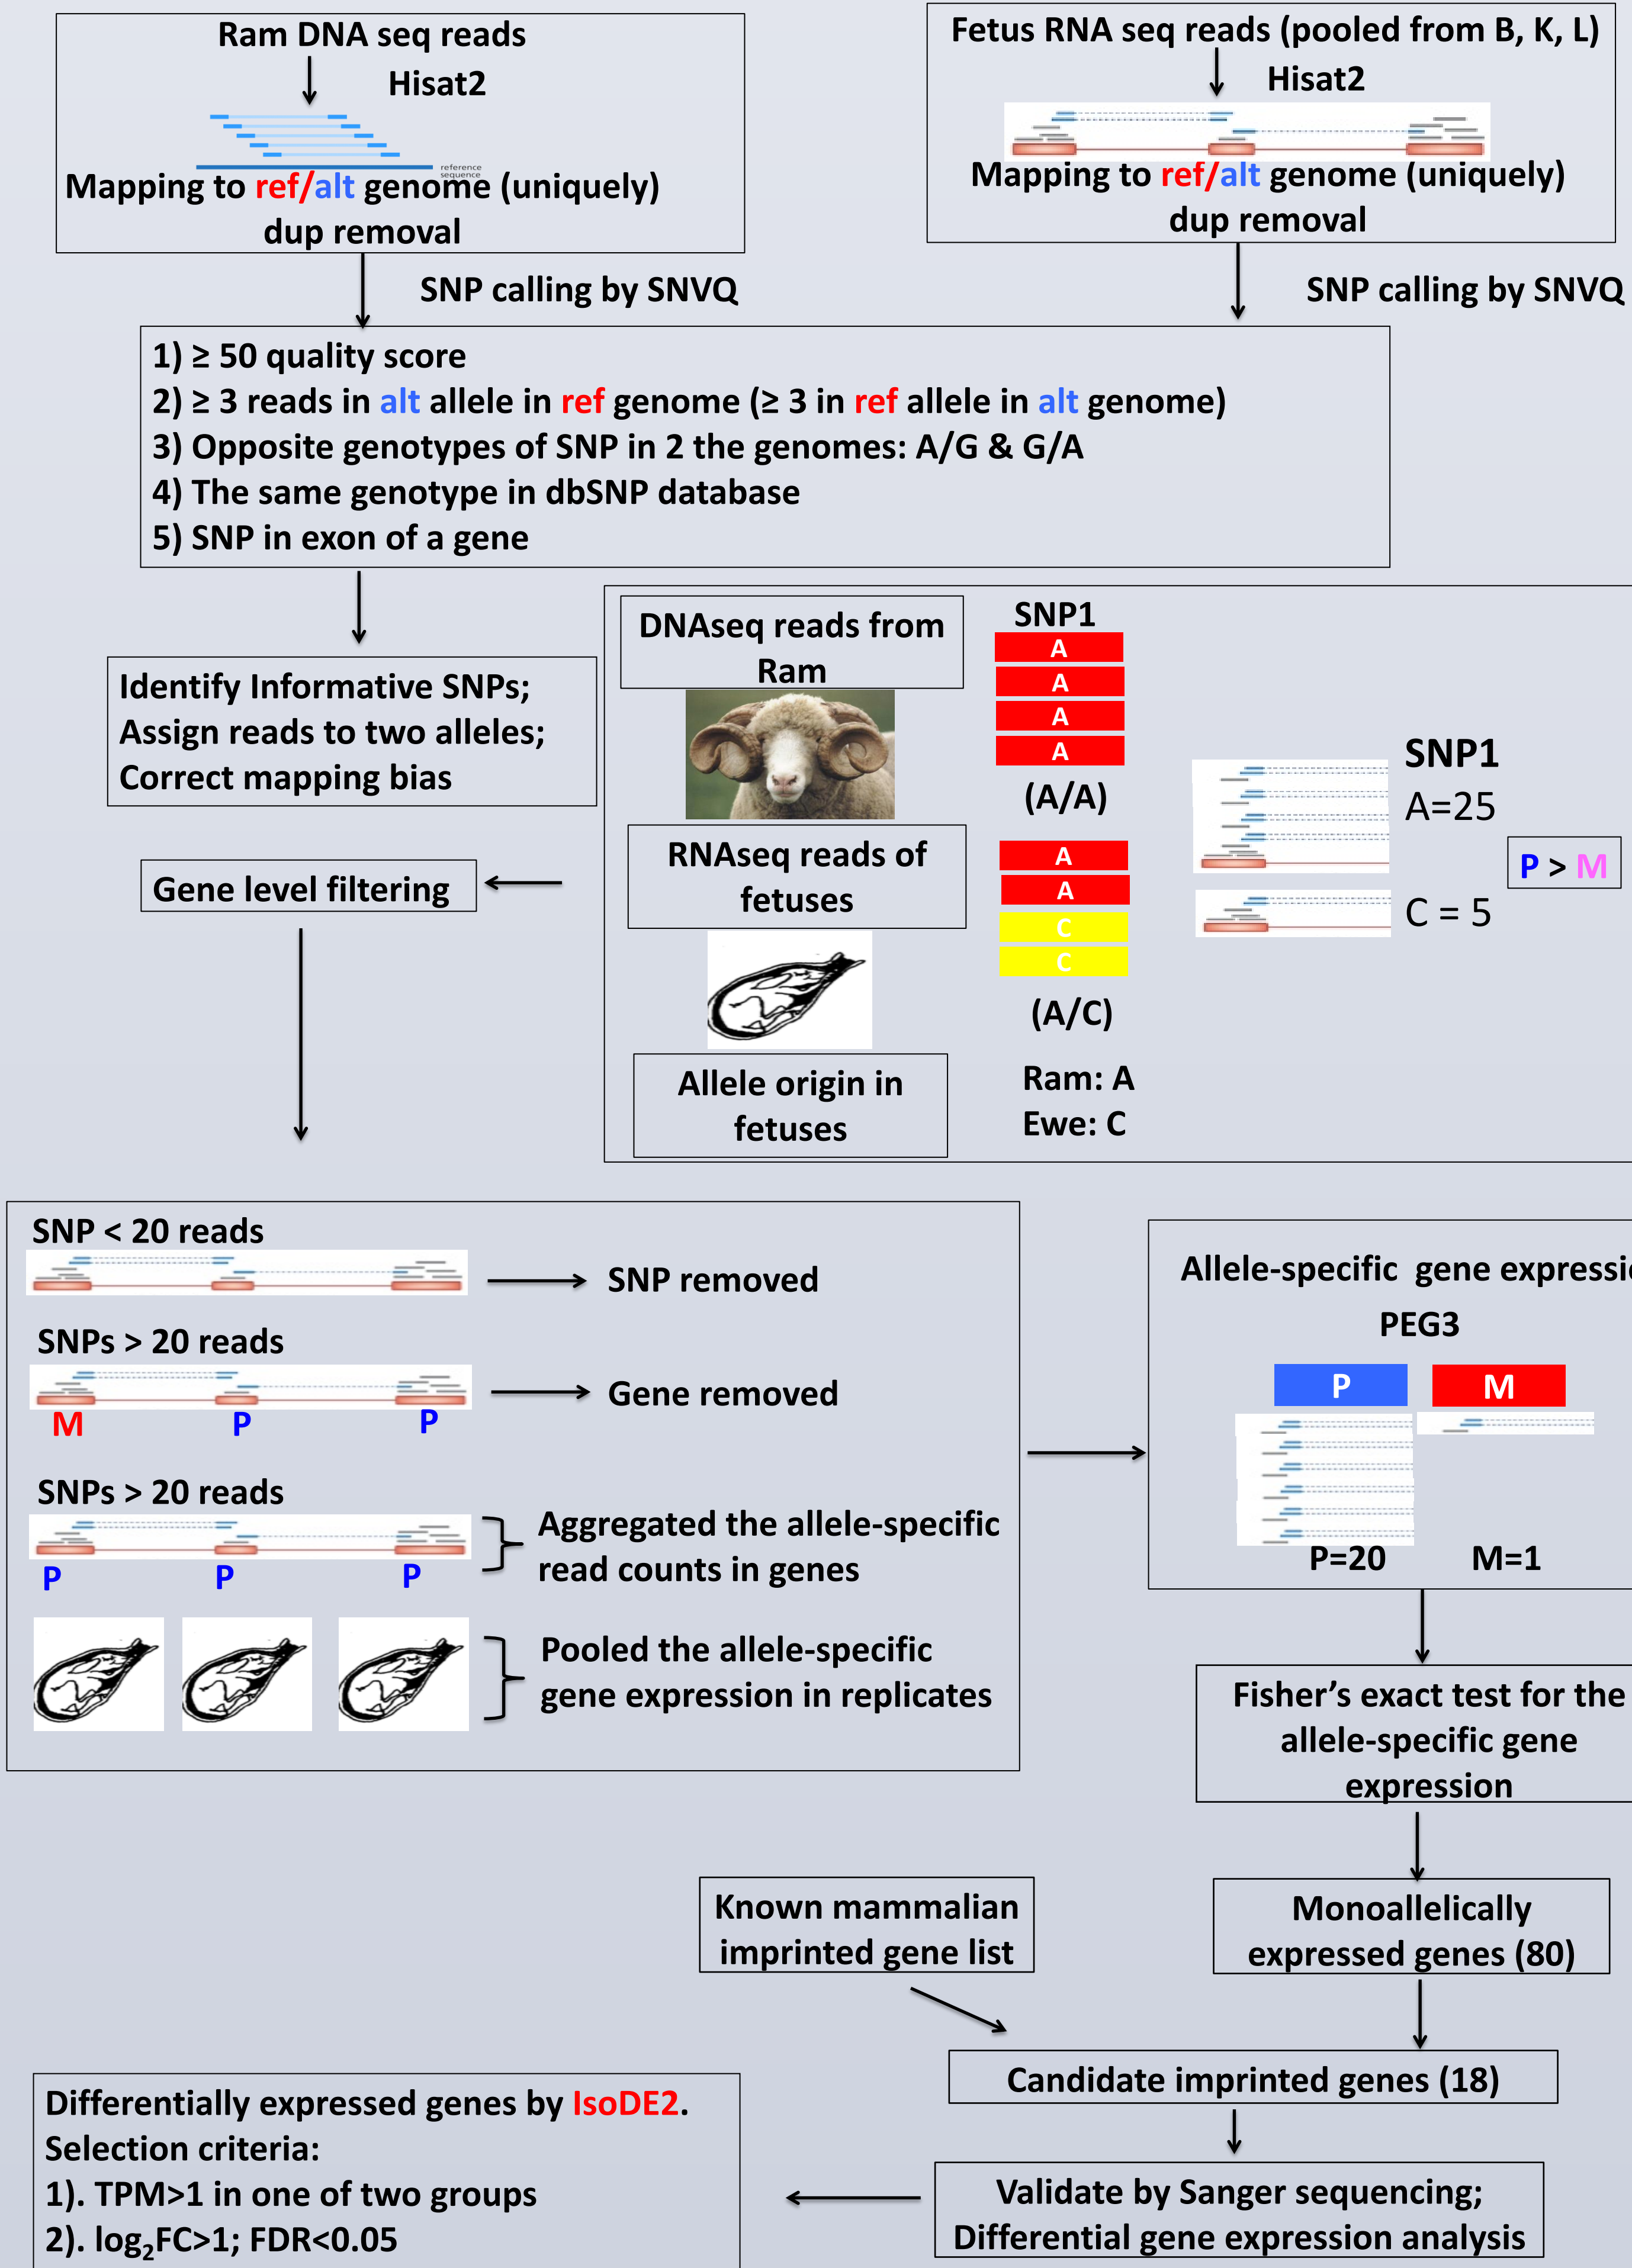 Ram DNA seq reads
Hisat2
reference
sequence
Mapping to ref/alt genome (uniquely)
dup removal
SNP calling by SNVQ
Fetus RNA seq reads (pooled from B, K, L)
Hisat2
Mapping to ref/alt genome (uniquely)
dup removal
SNP calling by SNVQ
1) ≥ 50 quality score
2) ≥ 3 reads in alt allele in ref genome (≥ 3 in ref allele in alt genome)
3) Opposite genotypes of SNP in 2 the genomes: A/G & G/A
4) The same genotype in dbSNP database
5) SNP in exon of a gene
Identify Informative SNPs;
Assign reads to two alleles;
Correct mapping bias
Gene level filtering
DNAseq reads from
Ram
SNP1
A
A
A
A
(A/A)
RNAseq reads of
fetuses
A
A
C
C
(A/C)
Allele origin in
fetuses
Ram: A
Ewe: C
SNP1
A=25
C = 5
P > M
SNP < 20 reads
SNP removed
SNPs > 20 reads
Gene removed
M P P
SNPs > 20 reads
Aggregated the allele-specific
read counts in genes
P P P
Pooled the allele-specific
gene expression in replicates
Allele-specific gene expressi
PEG3
P M
P=20 M=1
Fisher’s exact test for the
allele-specific gene
expression
Known mammalian
imprinted gene list
Monoallelically
expressed genes (80)
Candidate imprinted genes (18)
Validate by Sanger sequencing;
Differential gene expression analysis
Differentially expressed genes by IsoDE2.
Selection criteria:
1). TPM>1 in one of two groups
2). log₂FC>1; FDR<0.05